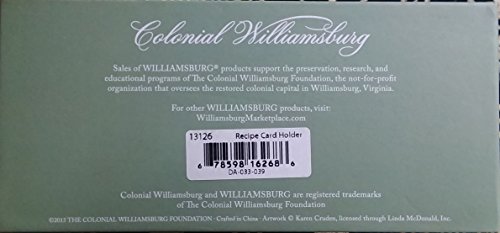 Colonial Williamsburg
Sales of WILLIAMSBURG® products support the preservation, research, and
educational programs of The Colonial Williamsburg Foundation, the not-for-profit
organization that oversees the restored colonial capital in Williamsburg, Virginia.
For other WILLIAMSBURG products, visit:
WilliamsburgMarketplace.com
13126 Recipe Card Holder
6 78598 16268 6
DA-033-039
Colonial Williamsburg and WILLIAMSBURG are registered trademarks
of The Colonial Williamsburg Foundation
©2013 THE COLONIAL WILLIAMSBURG FOUNDATION · Crafted in China · Artwork © Karen Cruden, licensed through Linda McDonald, Inc.